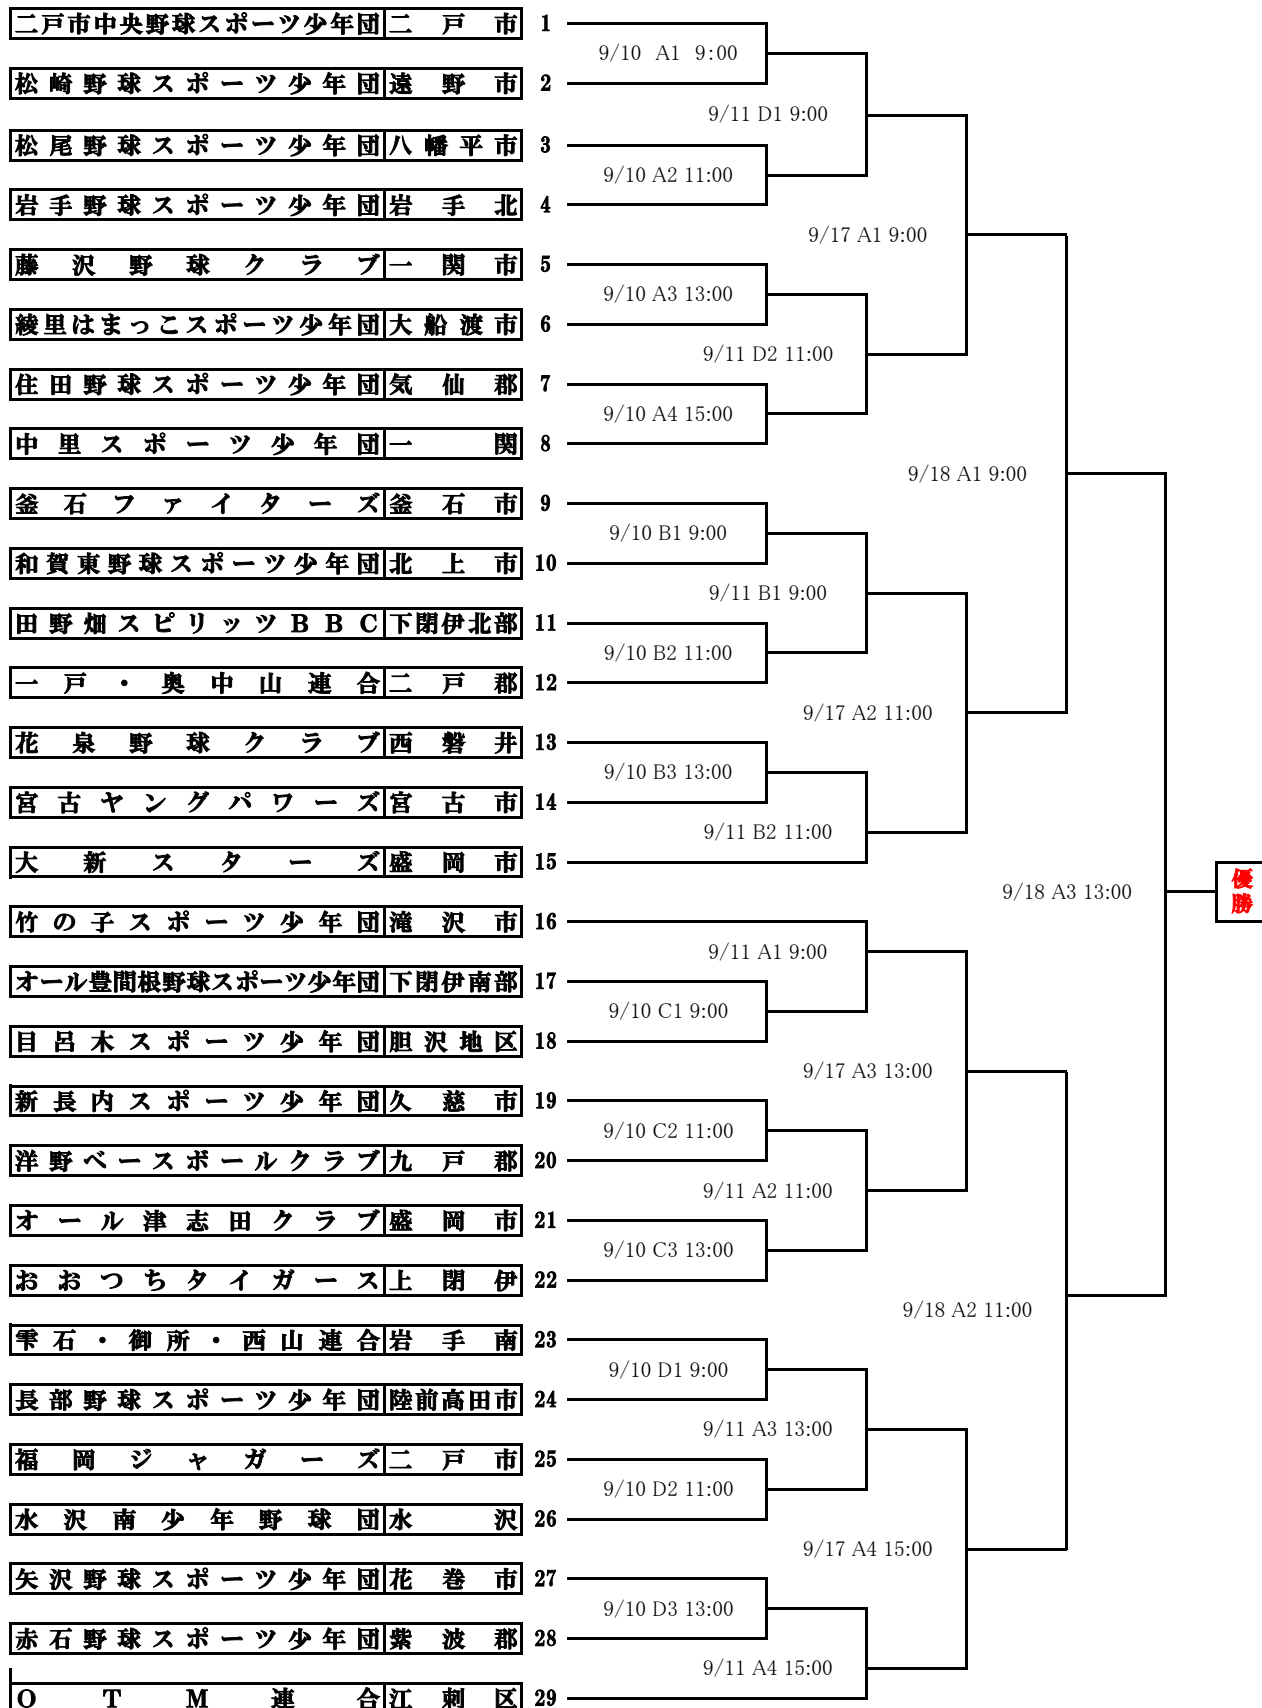 二戸市中央野球スポーツ少年団 二戸市 1
9/10 A1 9:00
松崎野球スポーツ少年団 遠野市 2
9/11 D1 9:00
松尾野球スポーツ少年団 八幡平市 3
9/10 A2 11:00
岩手野球スポーツ少年団 岩手北 4
9/17 A1 9:00
藤沢野球クラブ 一関市 5
9/10 A3 13:00
綾里はまっこスポーツ少年団 大船渡市 6
9/11 D2 11:00
住田野球スポーツ少年団 気仙郡 7
9/10 A4 15:00
中里スポーツ少年団 一関 8
9/18 A1 9:00
釜石ファイターズ 釜石市 9
9/10 B1 9:00
和賀東野球スポーツ少年団 北上市 10
9/11 B1 9:00
田野畑スピリッツBBC 下閉伊北部 11
9/10 B2 11:00
一戸・奥中山連合 二戸郡 12
9/17 A2 11:00
花泉野球クラブ 西磐井 13
9/10 B3 13:00
宮古ヤングパワーズ 宮古市 14
9/11 B2 11:00
大新スターズ 盛岡市 15
9/18 A3 13:00
優勝
竹の子スポーツ少年団 滝沢市 16
9/11 A1 9:00
オール豊間根野球スポーツ少年団 下閉伊南部 17
9/10 C1 9:00
目呂木スポーツ少年団 胆沢地区 18
9/17 A3 13:00
新長内スポーツ少年団 久慈市 19
9/10 C2 11:00
洋野ベースボールクラブ 九戸郡 20
9/11 A2 11:00
オール津志田クラブ 盛岡市 21
9/10 C3 13:00
おおつちタイガース 上閉伊 22
9/18 A2 11:00
雫石・御所・西山連合 岩手南 23
9/10 D1 9:00
長部野球スポーツ少年団 陸前高田市 24
9/11 A3 13:00
福岡ジャガーズ 二戸市 25
9/10 D2 11:00
水沢南少年野球団 水沢 26
9/17 A4 15:00
矢沢野球スポーツ少年団 花巻市 27
9/10 D3 13:00
赤石野球スポーツ少年団 紫波郡 28
9/11 A4 15:00
OTM連合 江刺区 29